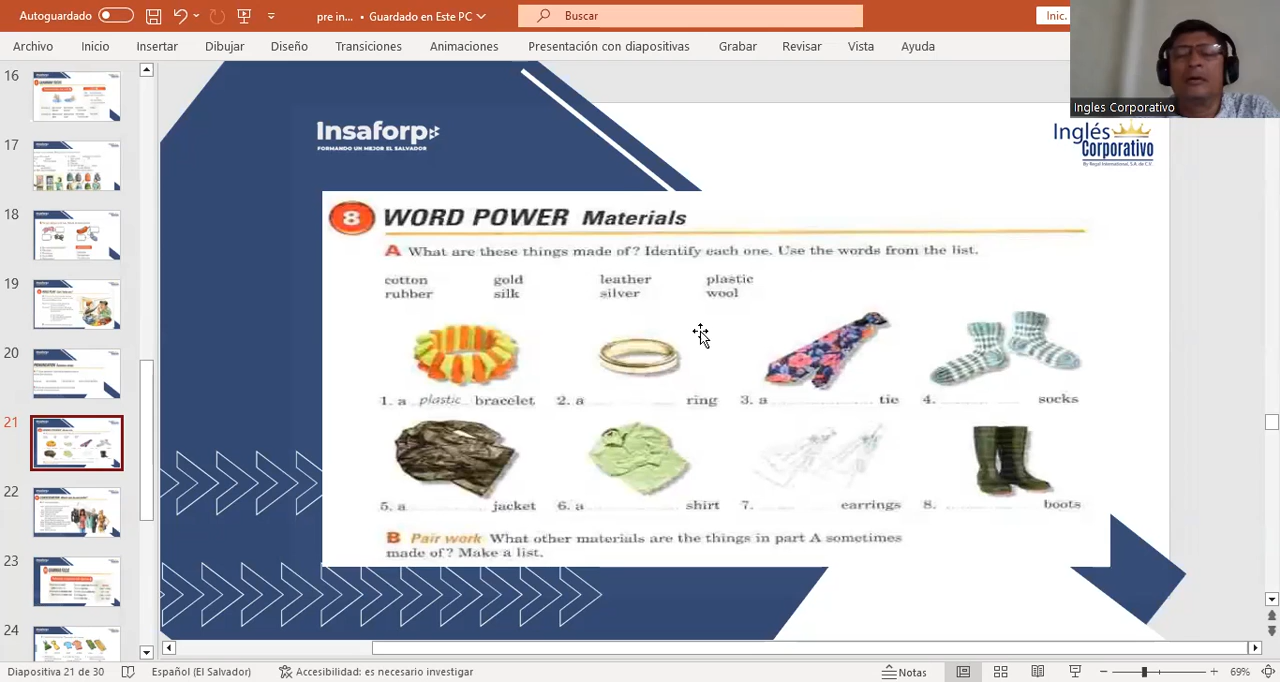 Autoguardado
pre in... • Guardado en Este PC
Buscar
Inic.
Archivo Inicio Insertar Dibujar Diseño Transiciones Animaciones Presentación con diapositivas Grabar Revisar Vista Ayuda
Ingles Corporativo
16
17
18
19
20
21
22
23
24
Insaforp
FORMANDO UN MEJOR EL SALVADOR
Inglés
Corporativo
By Regal International, S.A. de C.V.
8 WORD POWER Materials
A What are these things made of? Identify each one. Use the words from the list.
cotton gold leather plastic
rubber silk silver wool
1. a plastic bracelet 2. a ring 3. a tie 4. socks
5. a jacket 6. a shirt 7. earrings 8. boots
B Pair work What other materials are the things in part A sometimes
made of? Make a list.
Diapositiva 21 de 30 Español (El Salvador) Accesibilidad: es necesario investigar Notas 69%